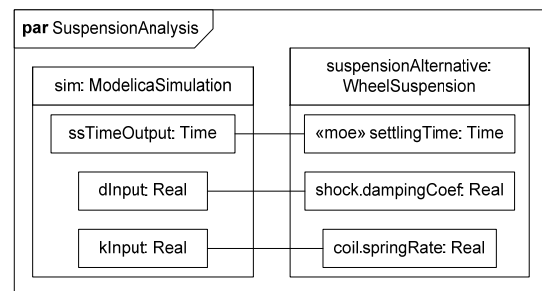 par SuspensionAnalysis
sim: ModelicaSimulation
ssTimeOutput: Time
dInput: Real
kInput: Real
suspensionAlternative:
WheelSuspension
«moe» settlingTime: Time
shock.dampingCoef: Real
coil.springRate: Real